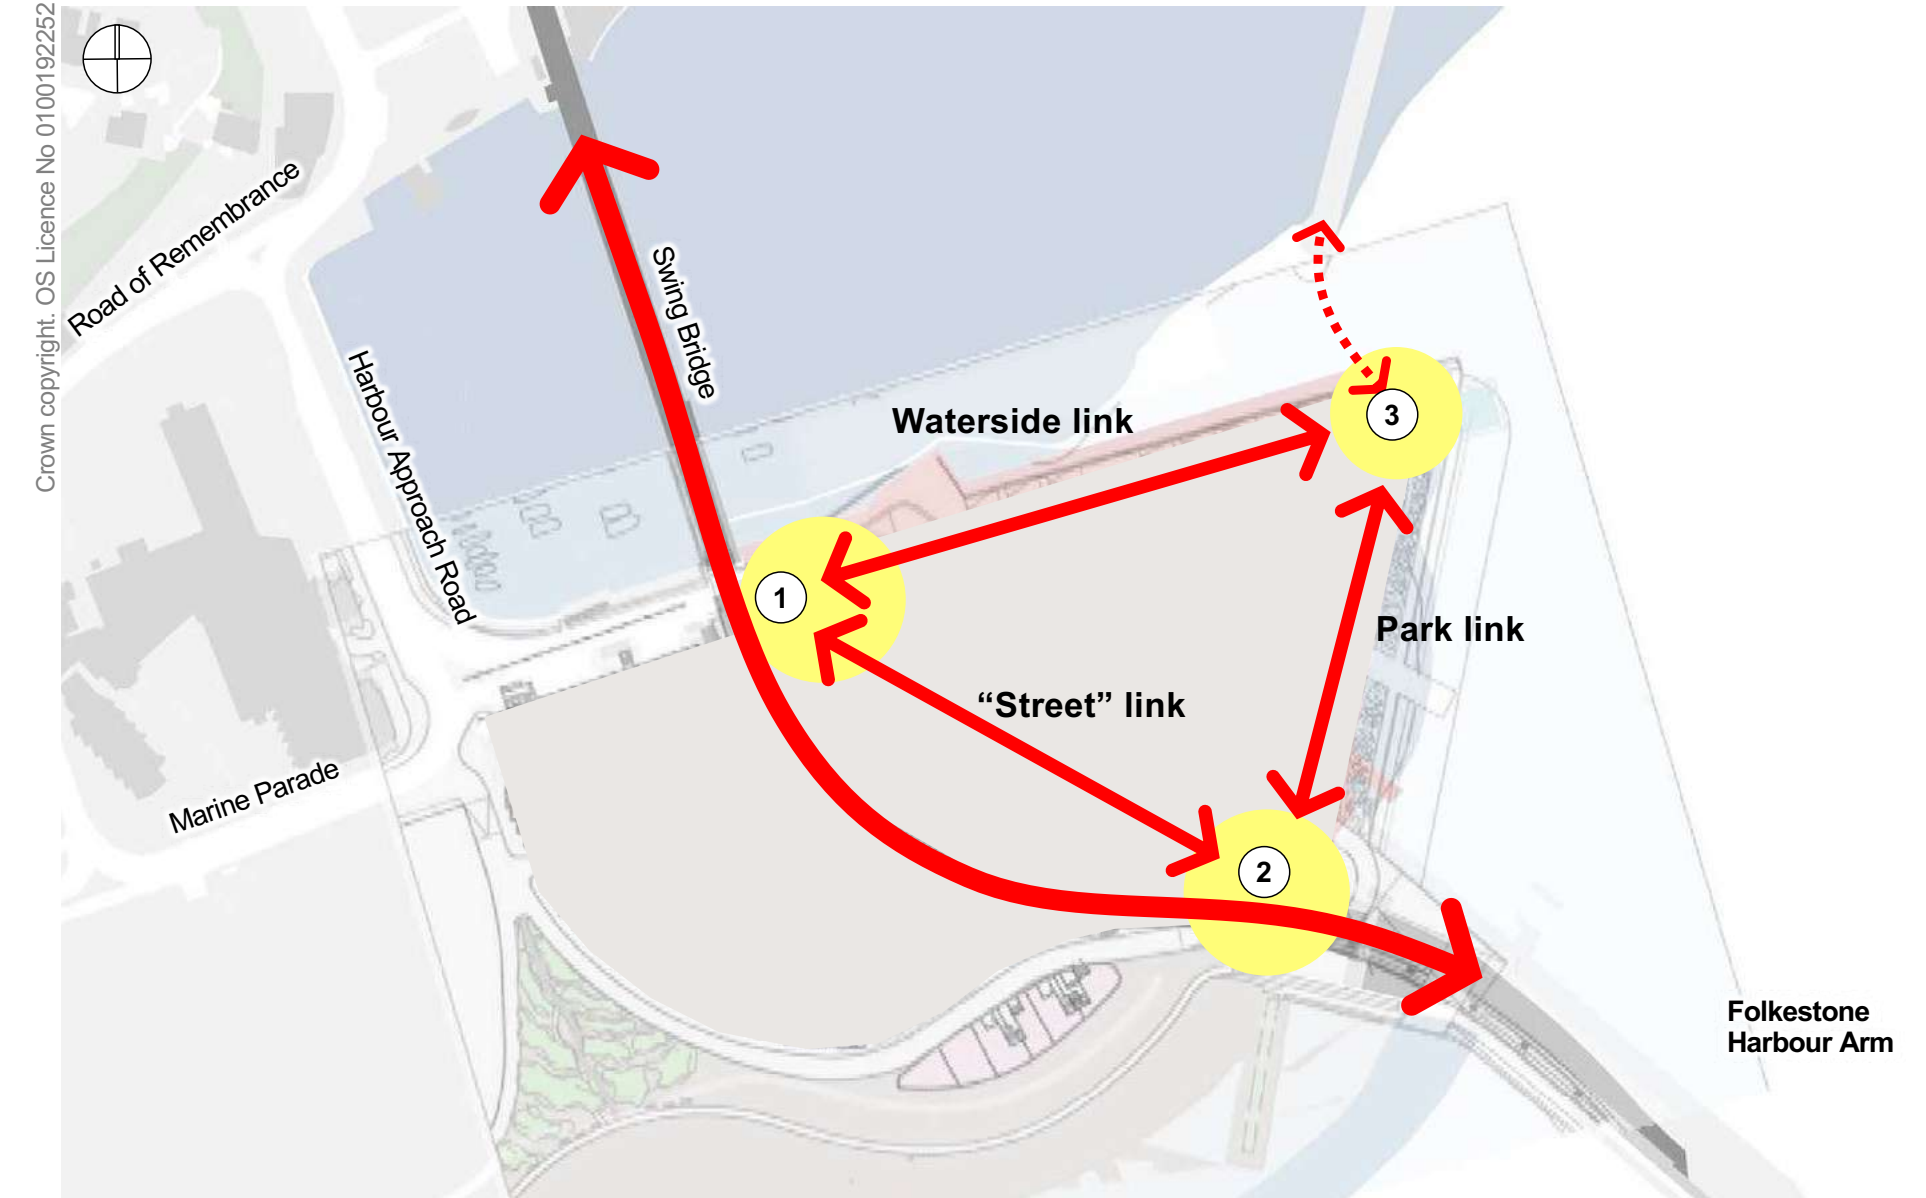 Crown copyright. OS Licence No 0100192252
Road of Remembrance
Swing Bridge
Harbour Approach Road
Waterside link
3
1
Park link
“Street” link
Marine Parade
2
Folkestone
Harbour Arm